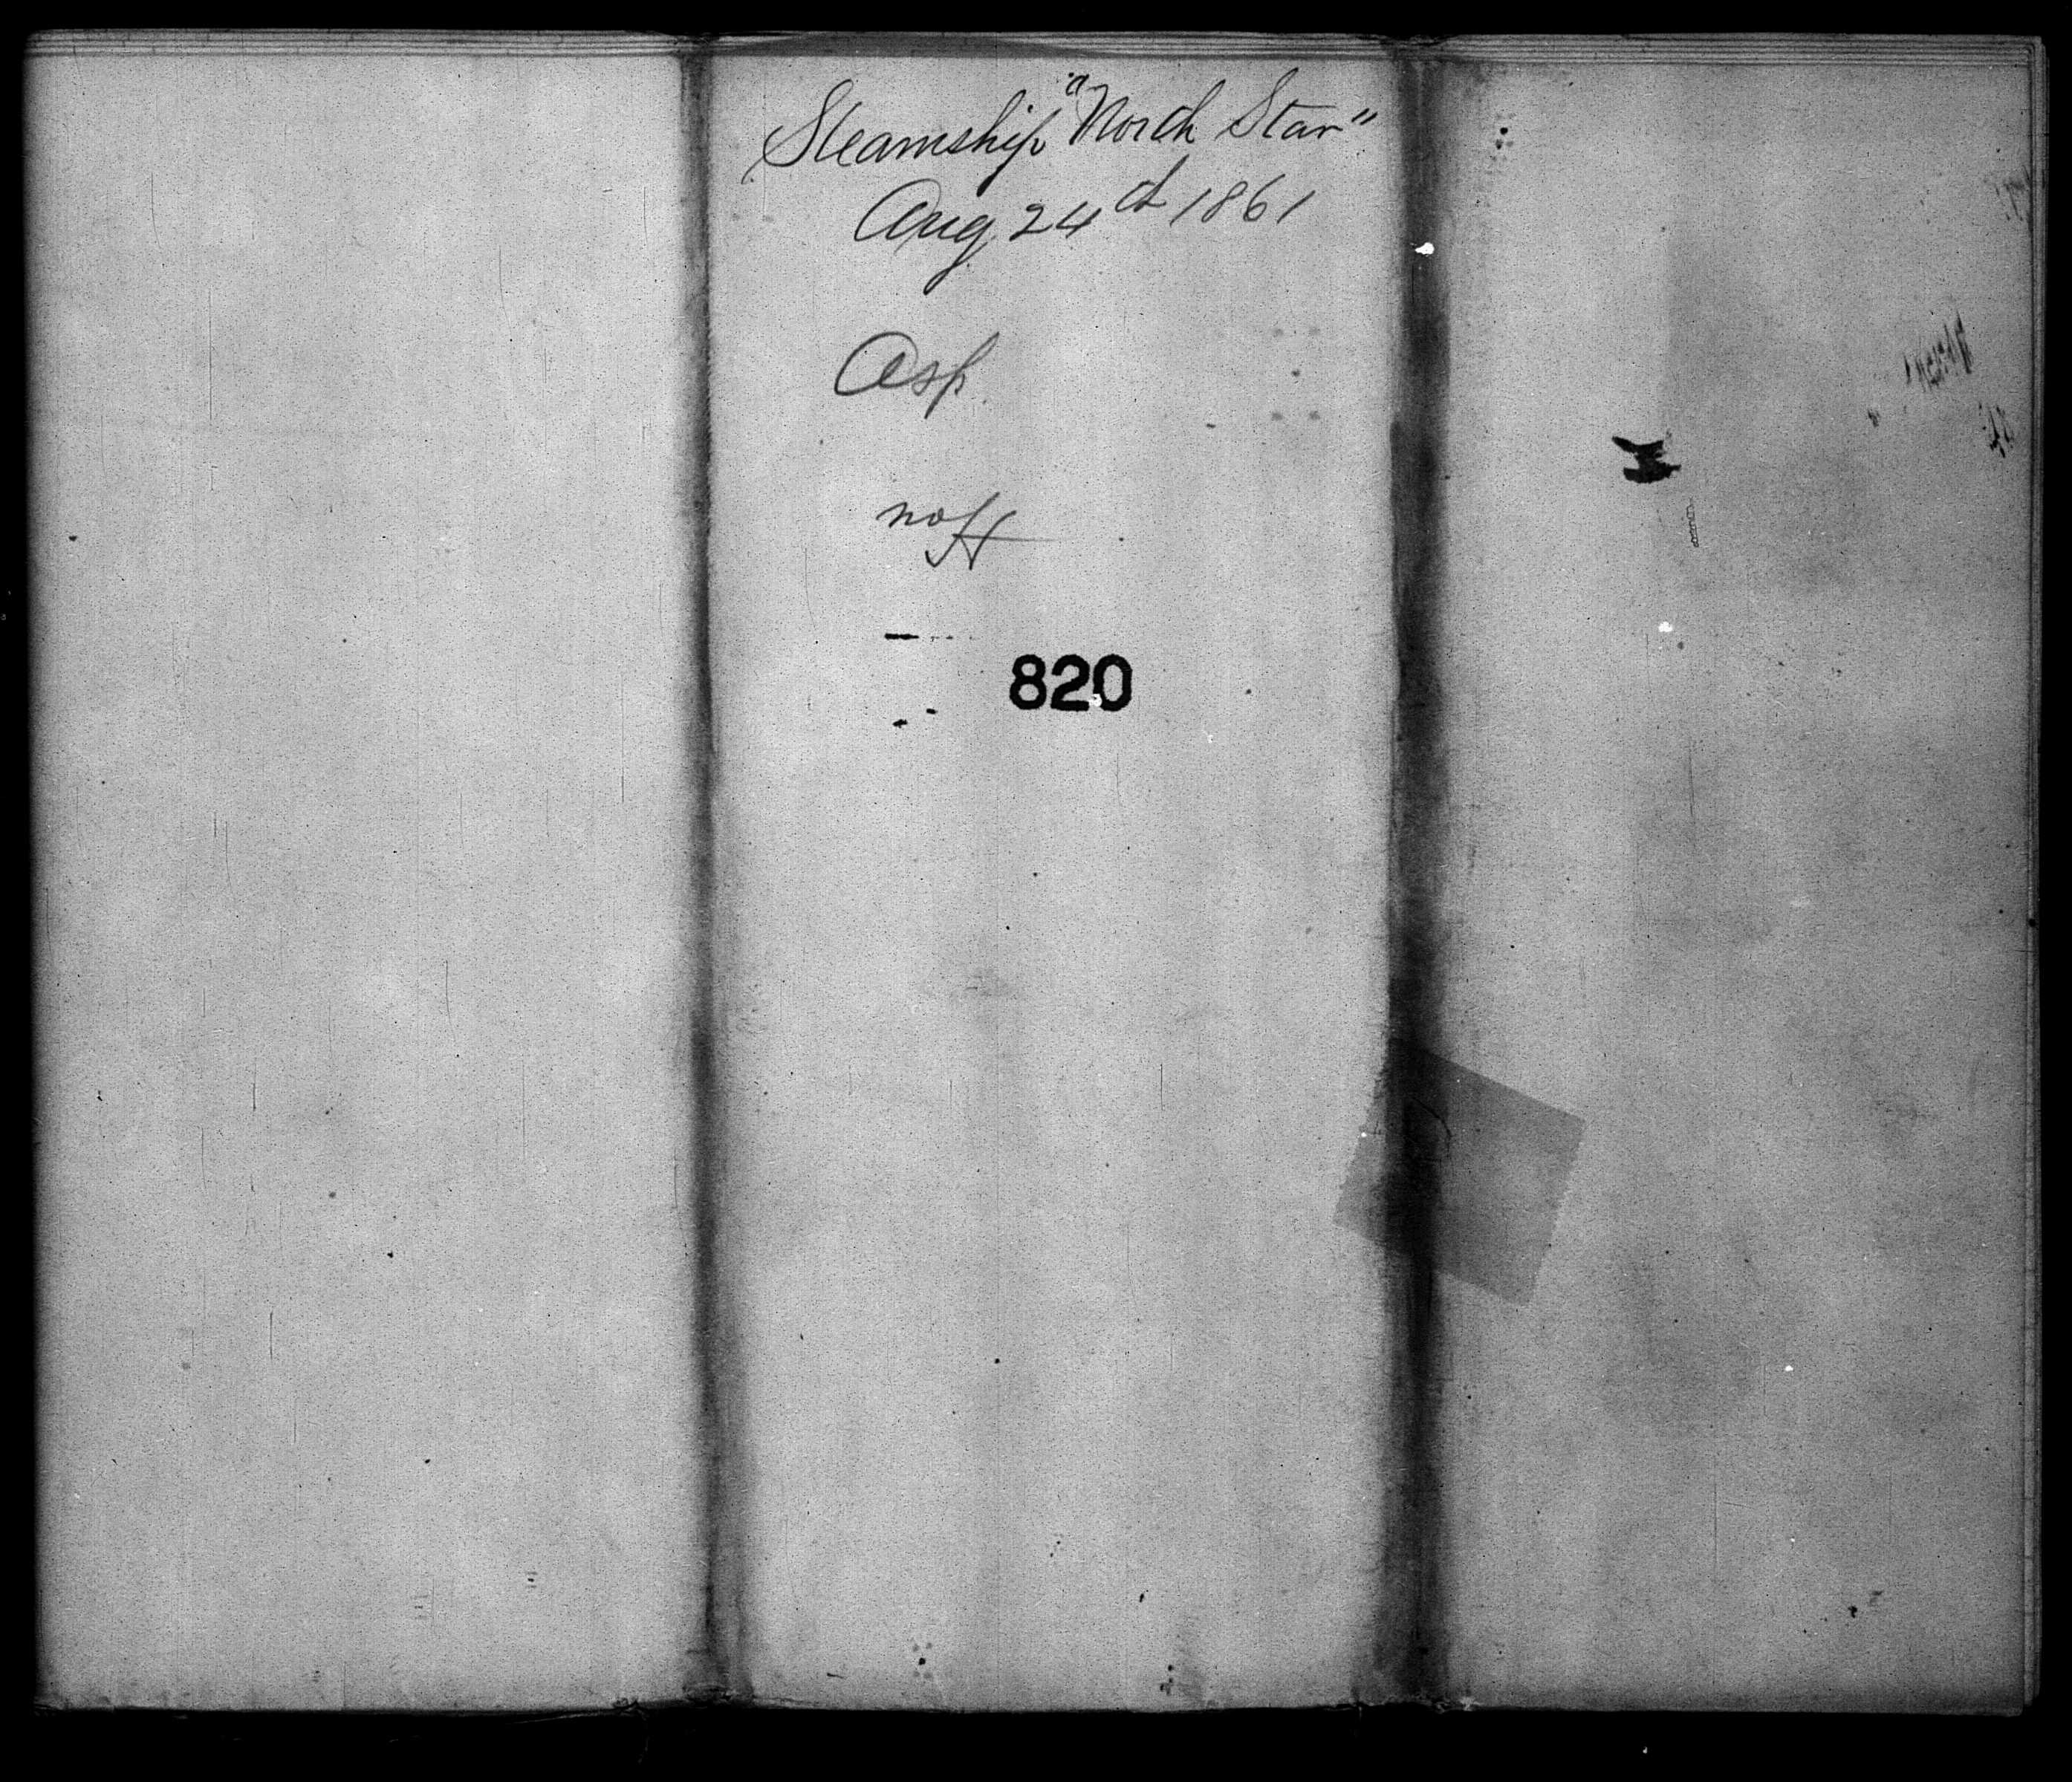 Steamship "North Star"
Aug. 24th 1861
Asp.
no H
820